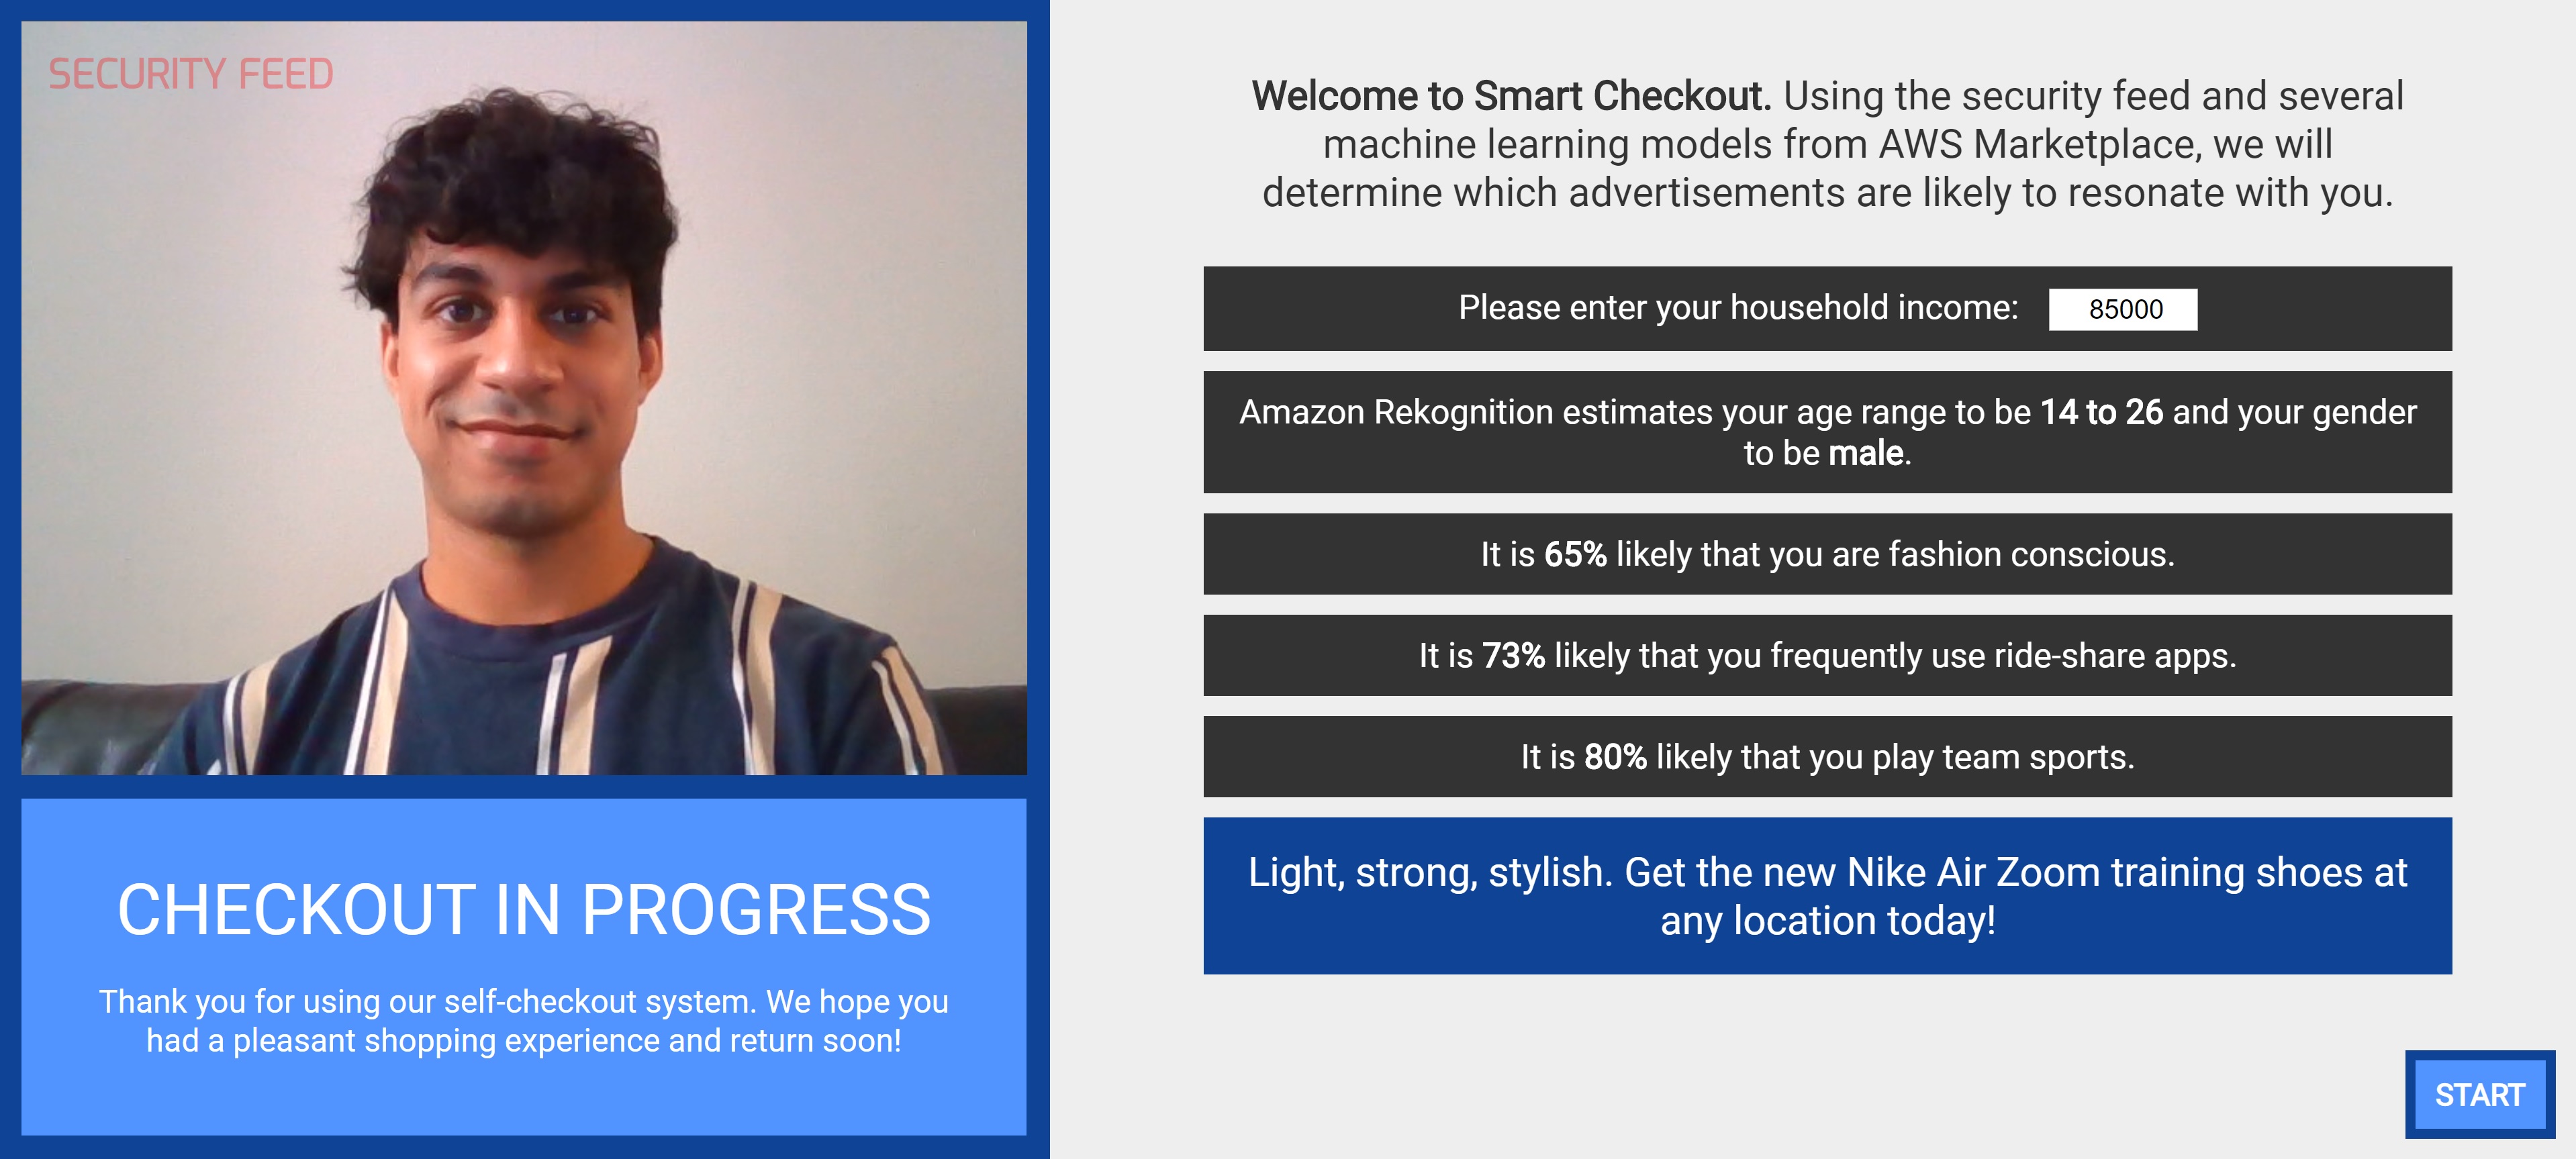 SECURITY FEED
CHECKOUT IN PROGRESS
Thank you for using our self-checkout system. We hope you
had a pleasant shopping experience and return soon!
Welcome to Smart Checkout. Using the security feed and several
machine learning models from AWS Marketplace, we will
determine which advertisements are likely to resonate with you.
Please enter your household income: 85000
Amazon Rekognition estimates your age range to be 14 to 26 and your gender
to be male.
It is 65% likely that you are fashion conscious.
It is 73% likely that you frequently use ride-share apps.
It is 80% likely that you play team sports.
Light, strong, stylish. Get the new Nike Air Zoom training shoes at
any location today!
START